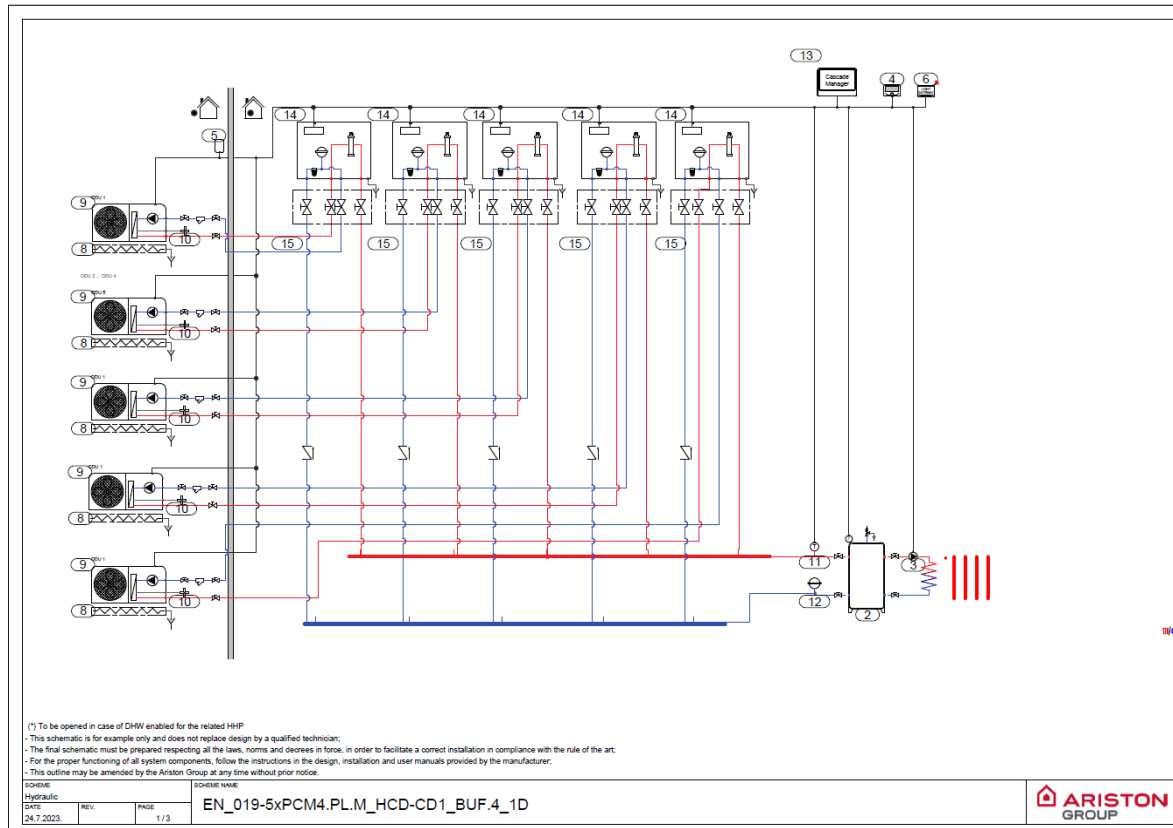 13
Cascade
Manager
4
6
14
14
14
14
14
5
9
ODU 1
10
8
15
15
15
15
15
ODU 2 ... ODU 4
9
ODU 5
10
8
9
ODU 1
10
8
9
ODU 1
10
8
9
ODU 1
10
8
11
12
2
3
(*) To be opened in case of DHW enabled for the related HHP
- This schematic is for example only and does not replace design by a qualified technician;
- The final schematic must be prepared respecting all the laws, norms and decrees in force, in order to facilitate a correct installation in compliance with the rule of the art;
- For the proper functioning of all system components, follow the instructions in the design, installation and user manuals provided by the manufacturer;
- This outline may be amended by the Ariston Group at any time without prior notice.
SCHEME
Hydraulic
SCHEME NAME
EN_019-5xPCM4.PL.M_HCD-CD1_BUF.4_1D
DATE
24.7.2023.
REV.
PAGE
1 / 3
ARISTON
GROUP